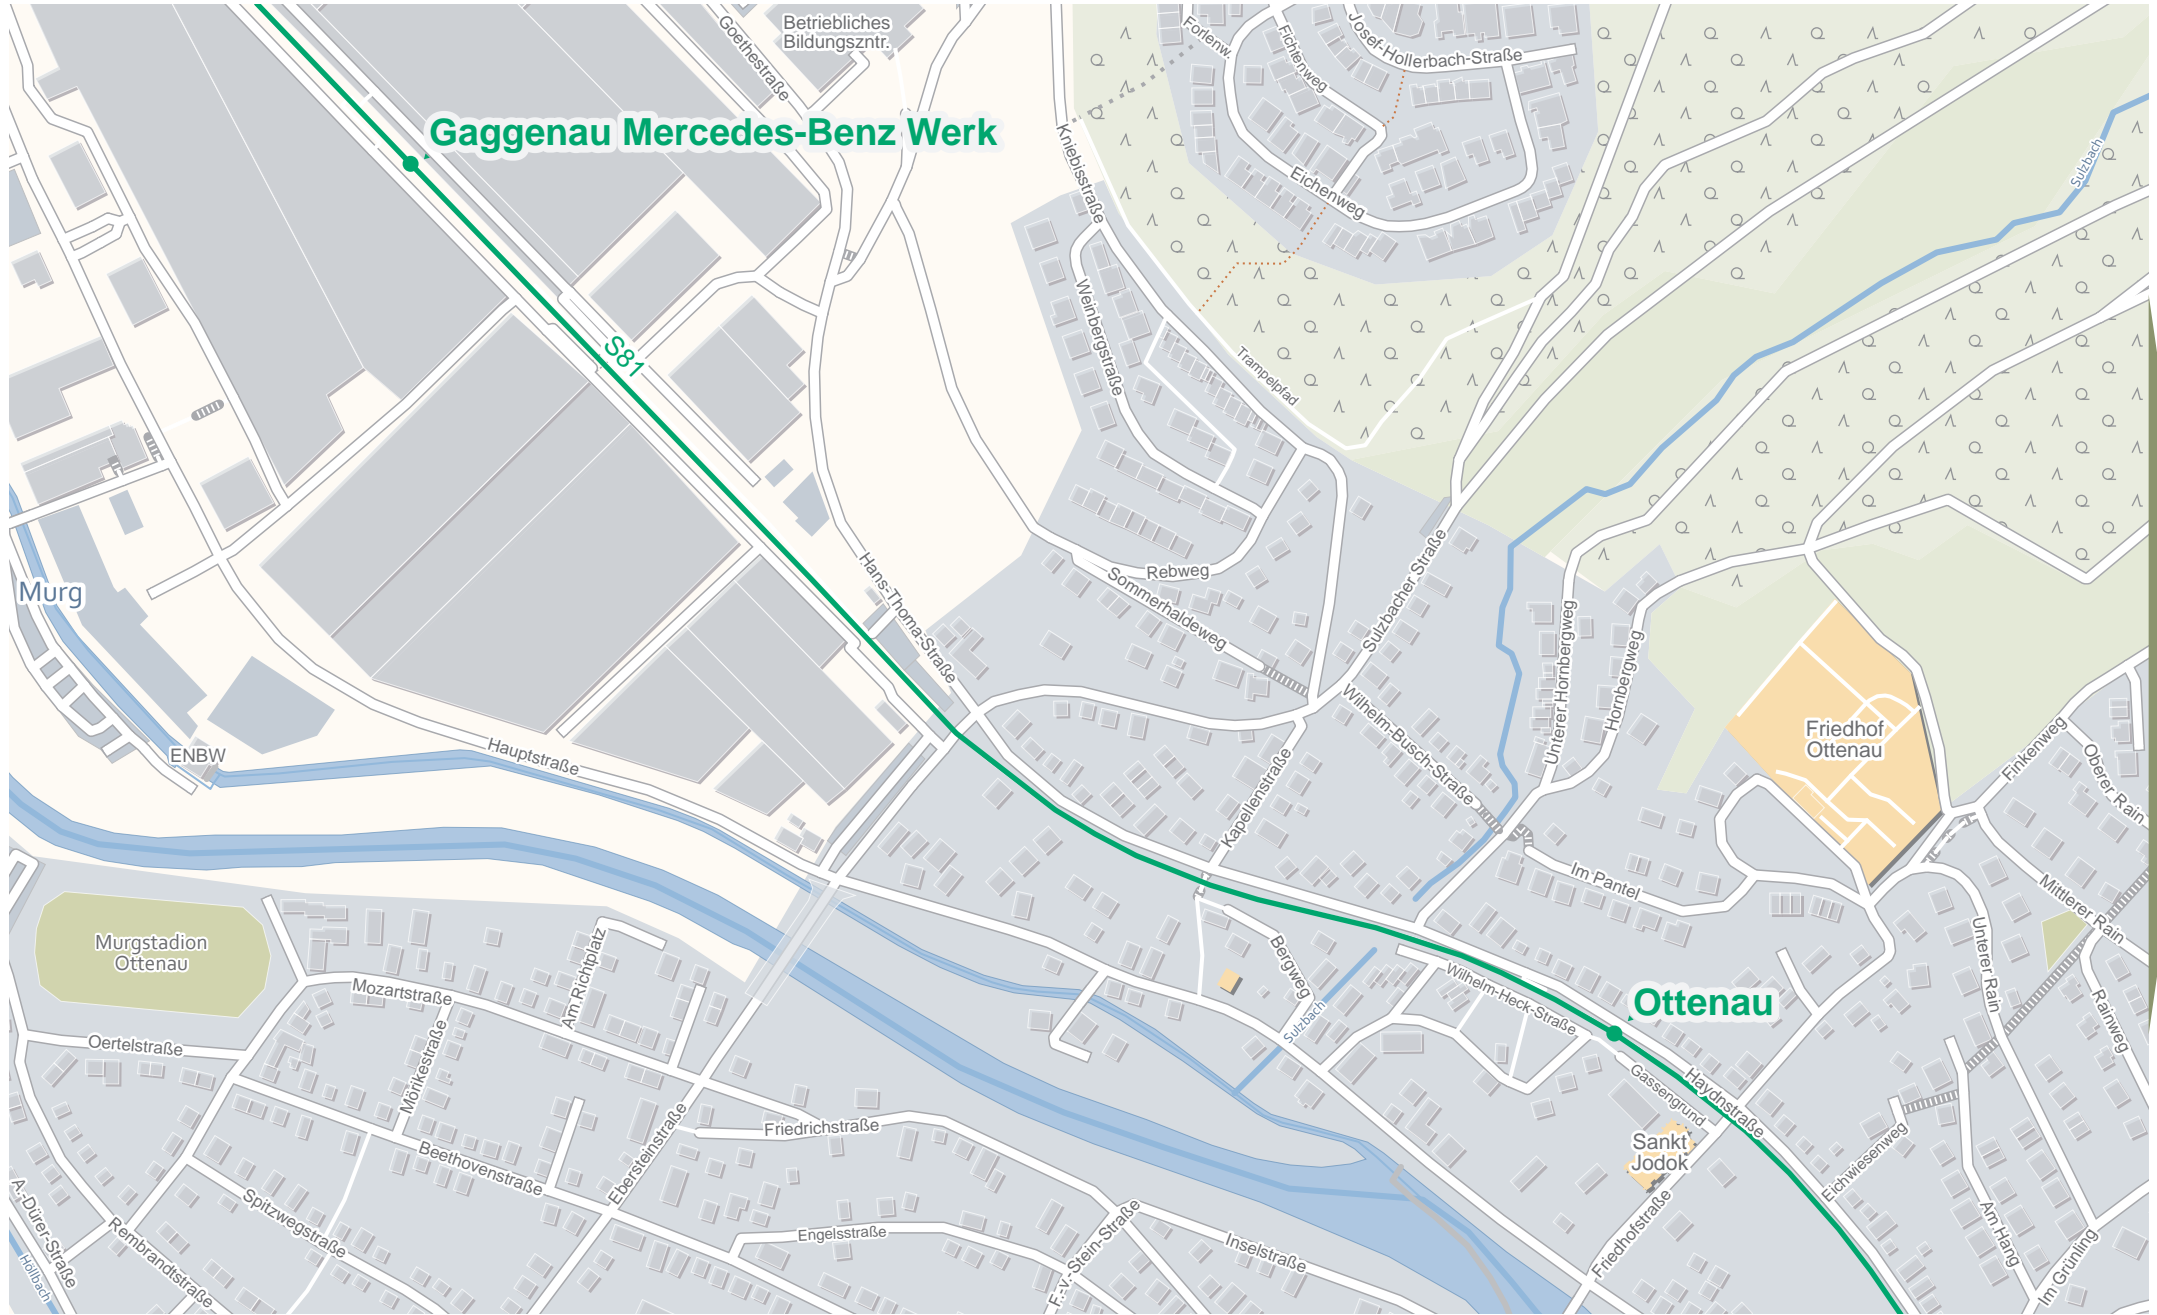 Betriebliches
Bildungszntr.
Goethestraße
Forlenw.
Fichtenweg
Josef-Hollerbach-Straße
Gaggenau Mercedes-Benz Werk
Kniebisstraße
Eichenweg
Sulzbach
Weinbergstraße
S81
Trampelpfad
Hans-Thoma-Straße
Rebweg
Sommerhaldeweg
Sulzbacher Straße
Murg
Unterer Hornbergweg
Hornbergweg
Wilhelm-Busch-Straße
Friedhof
Ottenau
Finkenweg
Oberer Rain
ENBW
Hauptstraße
Kapellenstraße
Im Pantel
Mittlerer Rain
Unterer Rain
Murgstadion
Ottenau
Am Richtplatz
Mozartstraße
Bergweg
Wilhelm-Heck-Straße
Ottenau
Sulzbach
Rainweg
Oertelstraße
Mörikestraße
Gassengrund
Haydnstraße
Friedrichstraße
Ebersteinstraße
Beethovenstraße
Sankt
Jodok
Eichwiesenweg
A.-Dürer-Straße
Spitzwegstraße
Rembrandtstraße
Höllbach
Engelsstraße
F.-v.-Stein-Straße
Inselstraße
Friedhofstraße
Am Hang
Im Grünling